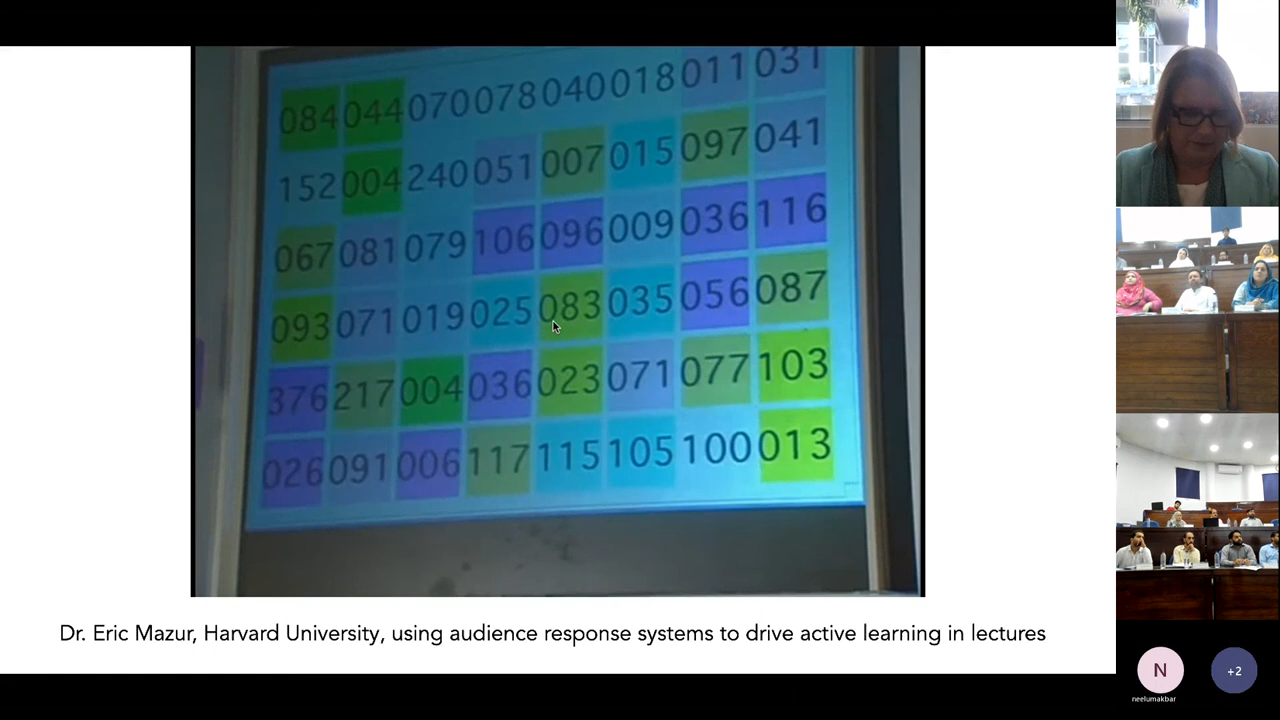 084 044 070 078 040 018 011 031
152 004 240 051 007 015 097 041
067 081 079 106 096 009 036 116
093 071 019 025 083 035 056 087
376 217 004 036 023 071 077 103
026 091 006 117 115 105 100 013
Dr. Eric Mazur, Harvard University, using audience response systems to drive active learning in lectures
N
+2
neelumakbar